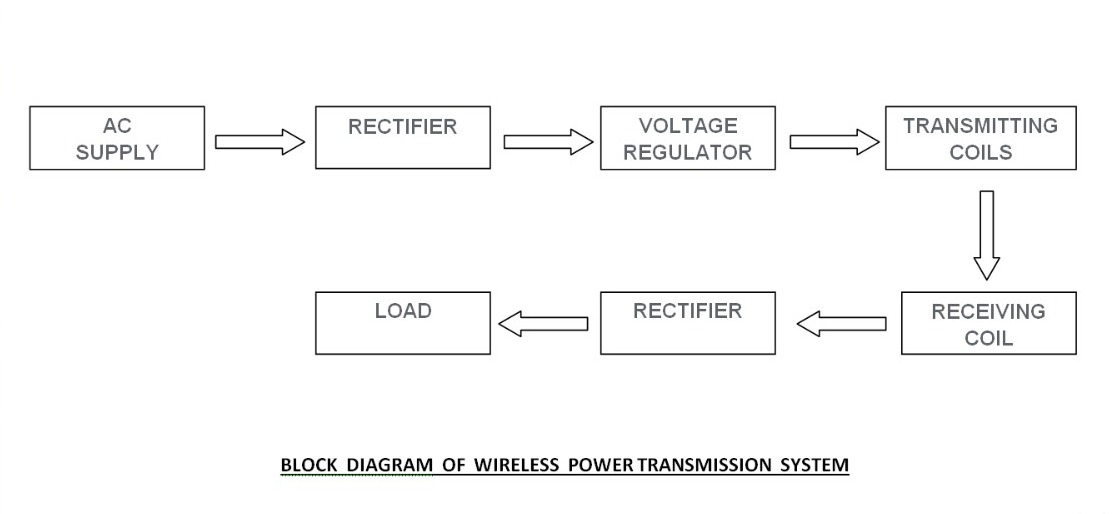 AC
SUPPLY
RECTIFIER
VOLTAGE
REGULATOR
TRANSMITTING
COILS
LOAD
RECTIFIER
RECEIVING
COIL
BLOCK DIAGRAM OF WIRELESS POWER TRANSMISSION SYSTEM